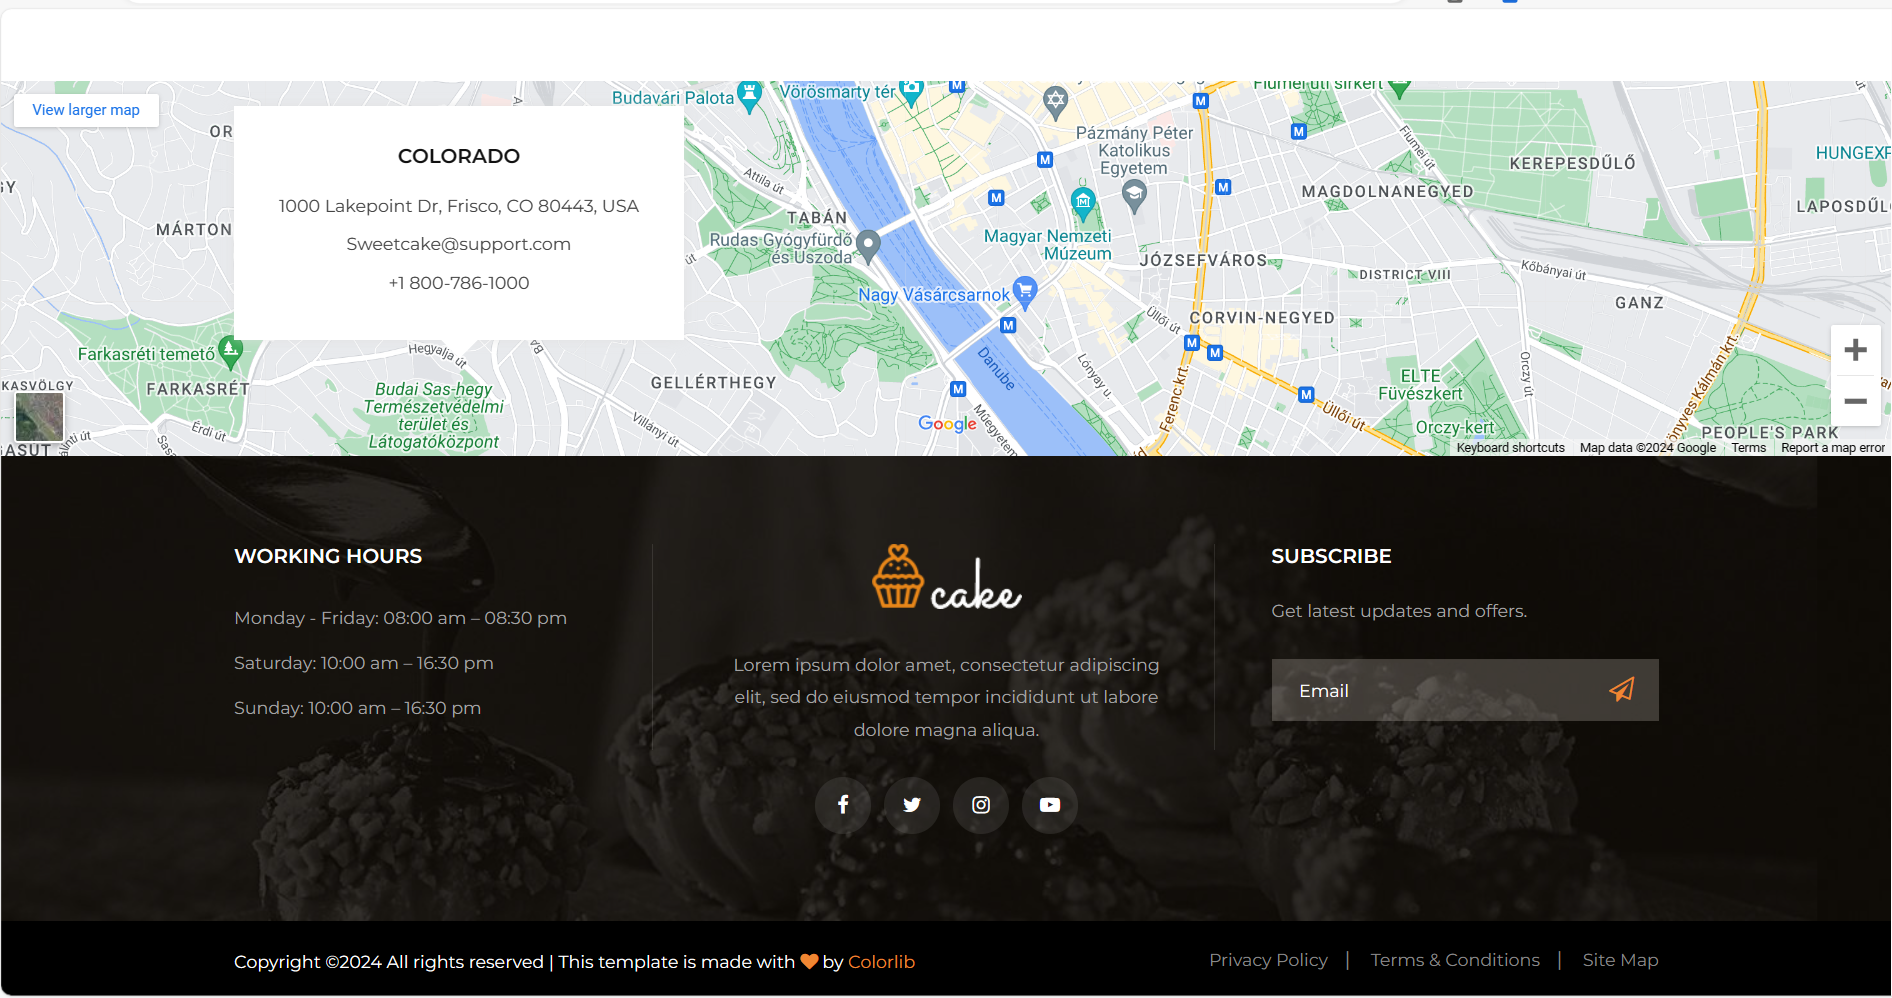 View larger map
COLORADO
1000 Lakepoint Dr, Frisco, CO 80443, USA
Sweetcake@support.com
+1 800-786-1000
Budavári Palota
Vörösmarty tér
Fiumei úti sírkert
Pázmány Péter
Katolikus
Egyetem
Fiumei út
KEREPESDŰLŐ
HUNGEXP
Attila út
TABÁN
MAGDOLNANEGYED
LAPOSDŰL
MÁRTON
Rudas Gyógyfürdő
és Uszoda
Magyar Nemzeti
Múzeum
JÓZSEFVÁROS
DISTRICT VIII
Kőbányai út
Nagy Vásárcsarnok
GANZ
Üllői út
CORVIN-NEGYED
Farkasréti temető
Hegyalja út
BA
Danube
Lónyay u.
Orczy út
Könyves Kálmán krt.
KASVÖLGY
FARKASRÉT
GELLÉRTHEGY
Budai Sas-hegy
Természetvédelmi
terület és
Látogatóközpont
ELTE
Füvészkert
Villányi út
Műegyetem
Ferenc krt.
Üllői út
Orczy-kert
PEOPLE'S PARK
Érdi út
Google
Keyboard shortcuts Map data ©2024 Google Terms Report a map error
WORKING HOURS
Monday - Friday: 08:00 am – 08:30 pm
Saturday: 10:00 am – 16:30 pm
Sunday: 10:00 am – 16:30 pm
cake
Lorem ipsum dolor amet, consectetur adipiscing
elit, sed do eiusmod tempor incididunt ut labore
dolore magna aliqua.
SUBSCRIBE
Get latest updates and offers.
Email
Copyright ©2024 All rights reserved | This template is made with by Colorlib
Privacy Policy | Terms & Conditions | Site Map